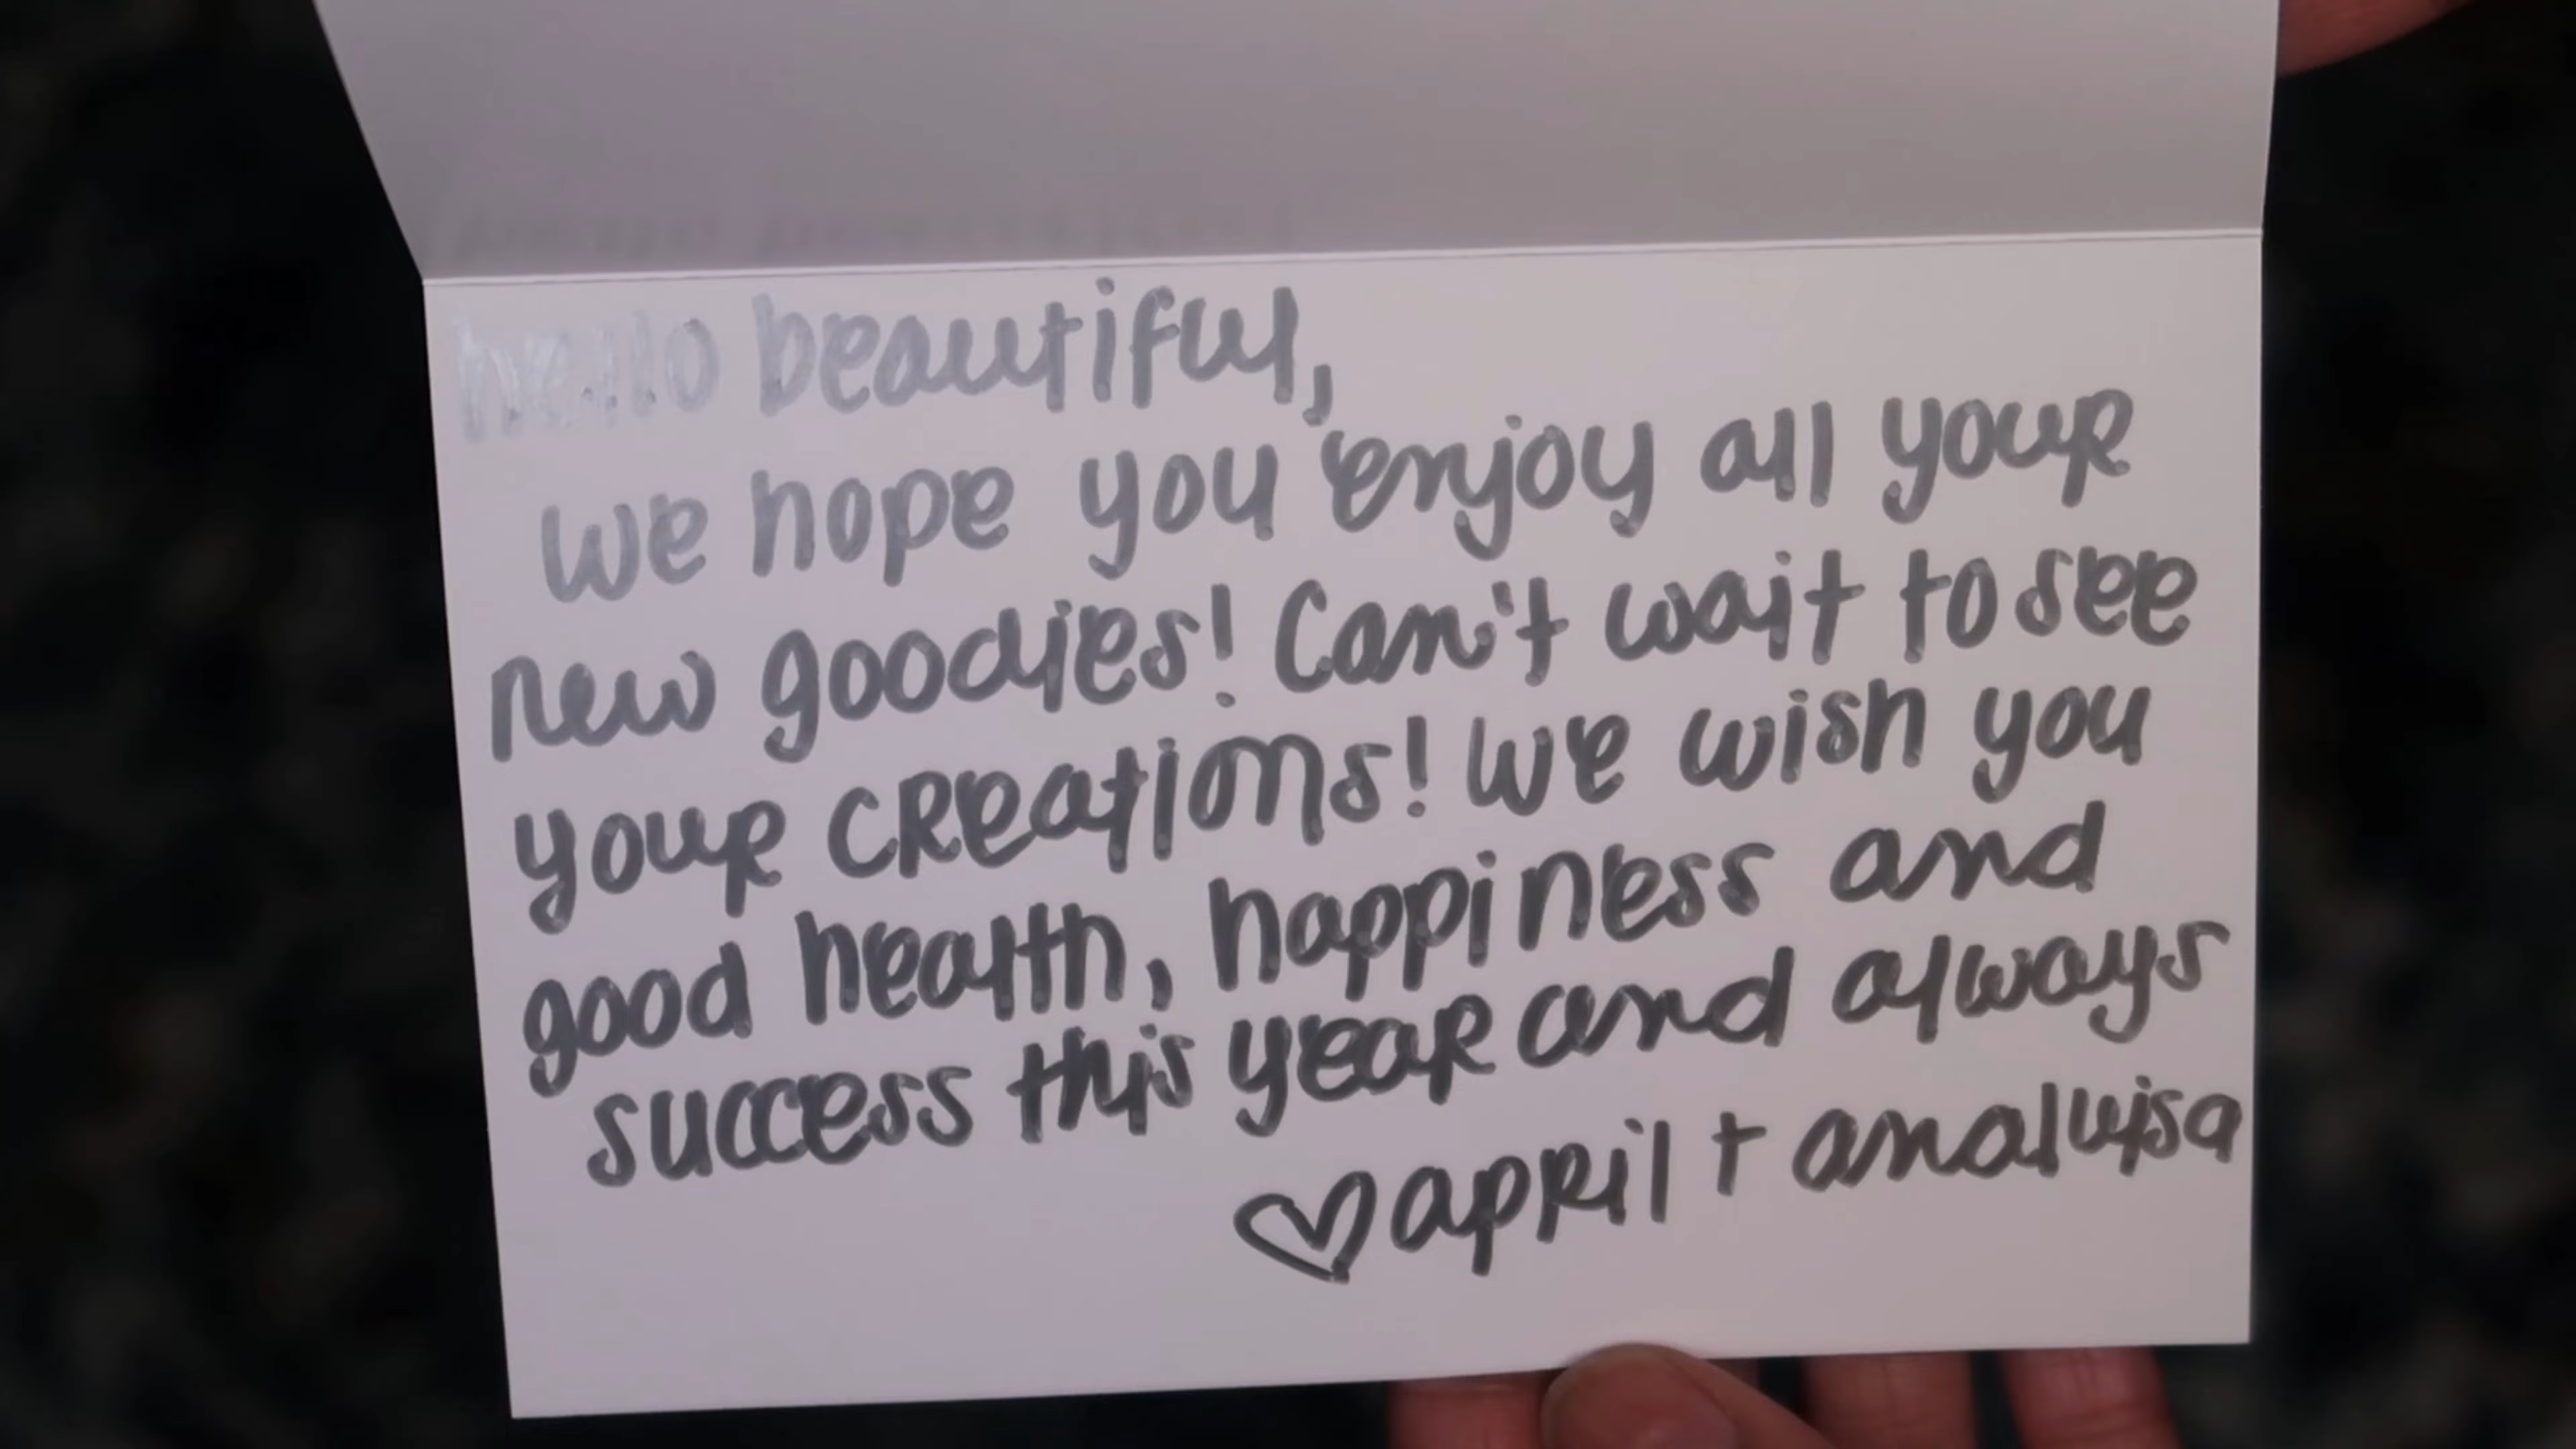 hello beautiful,
we hope you enjoy all your
new goodies! Can't wait to see
your creations! We wish you
good health, happiness and
success this year and always
♡ april + analuisa